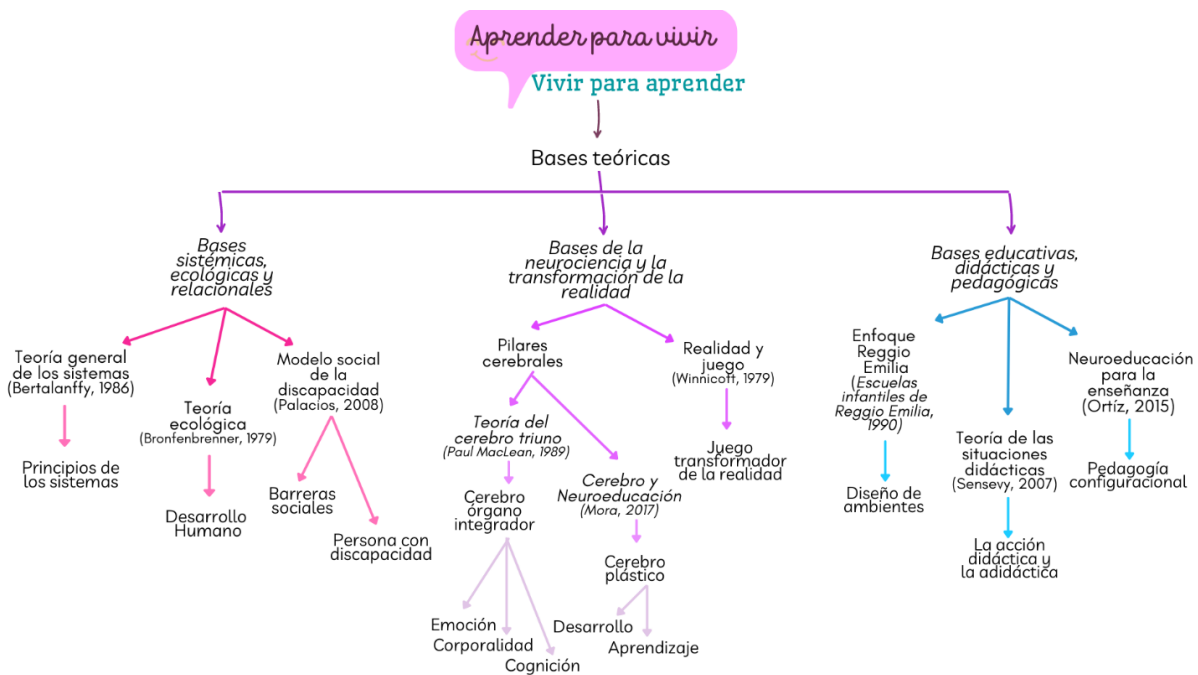 Aprender para vivir
Vivir para aprender
Bases teóricas
Bases
sistémicas,
ecológicas y
relacionales
Teoría general
de los sistemas
(Bertalanffy, 1986)
Principios de
los sistemas
Teoría
ecológica
(Bronfenbrenner, 1979)
Desarrollo
Humano
Modelo social
de la
discapacidad
(Palacios, 2008)
Barreras
sociales
Persona con
discapacidad
Bases de la
neurociencia y la
transformación de la
realidad
Pilares
cerebrales
Teoría del
cerebro triuno
(Paul MacLean, 1989)
Cerebro
órgano
integrador
Emoción
Corporalidad
Cognición
Cerebro y
Neuroeducación
(Mora, 2017)
Cerebro
plástico
Desarrollo
Aprendizaje
Realidad y
juego
(Winnicott, 1979)
Juego
transformador
de la realidad
Bases educativas,
didácticas y
pedagógicas
Enfoque
Reggio
Emilia
(Escuelas
infantiles de
Reggio Emilia,
1990)
Diseño de
ambientes
Teoría de las
situaciones
didácticas
(Sensevy, 2007)
La acción
didáctica y
la adidáctica
Neuroeducación
para la
enseñanza
(Ortíz, 2015)
Pedagogía
configuracional